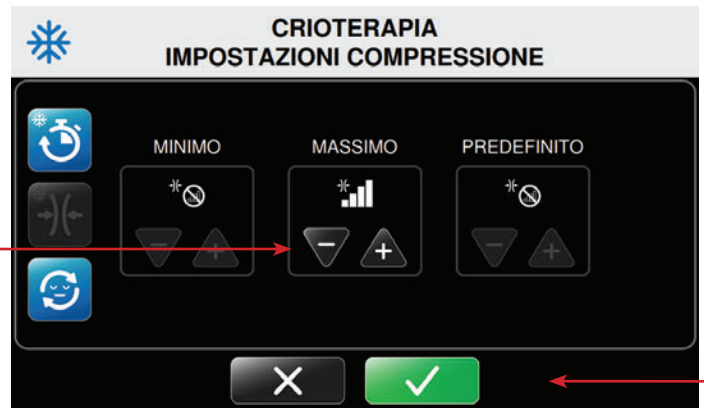 CRIOTERAPIA
IMPOSTAZIONI COMPRESSIONE
MINIMO MASSIMO PREDEFINITO